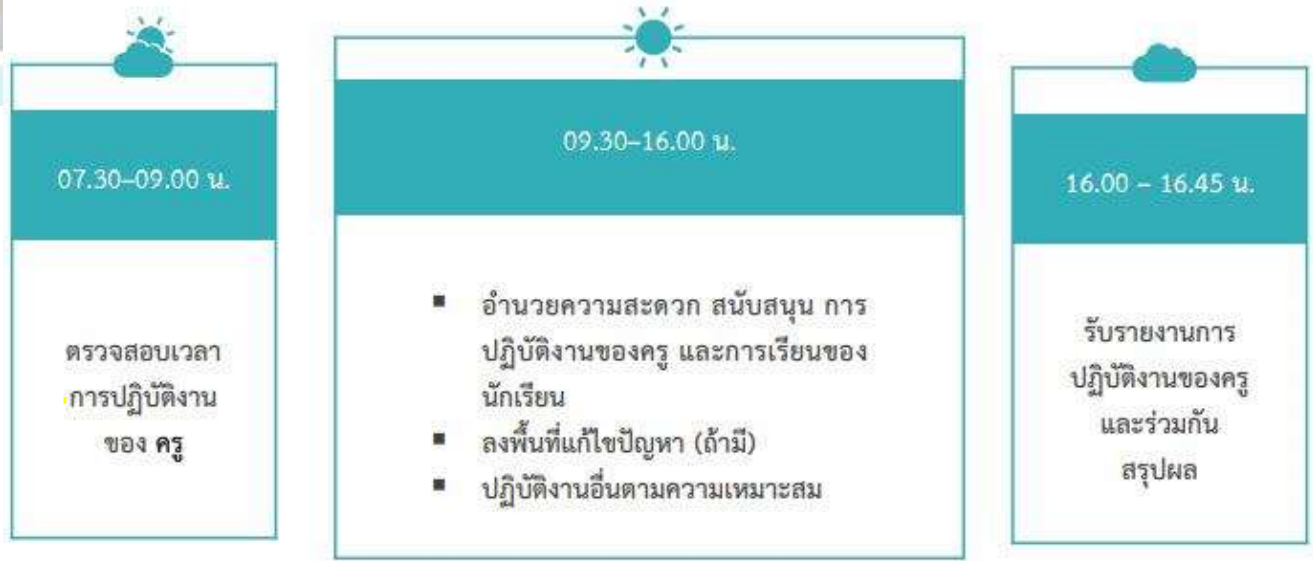 07.30–09.00 น.
ตรวจสอบเวลา
การปฏิบัติงาน
ของ ครู
09.30–16.00 น.
▪ อำนวยความสะดวก สนับสนุน การ
ปฏิบัติงานของครู และการเรียนของ
นักเรียน
▪ ลงพื้นที่แก้ไขปัญหา (ถ้ามี)
▪ ปฏิบัติงานอื่นตามความเหมาะสม
16.00 – 16.45 น.
รับรายงานการ
ปฏิบัติงานของครู
และร่วมกัน
สรุปผล